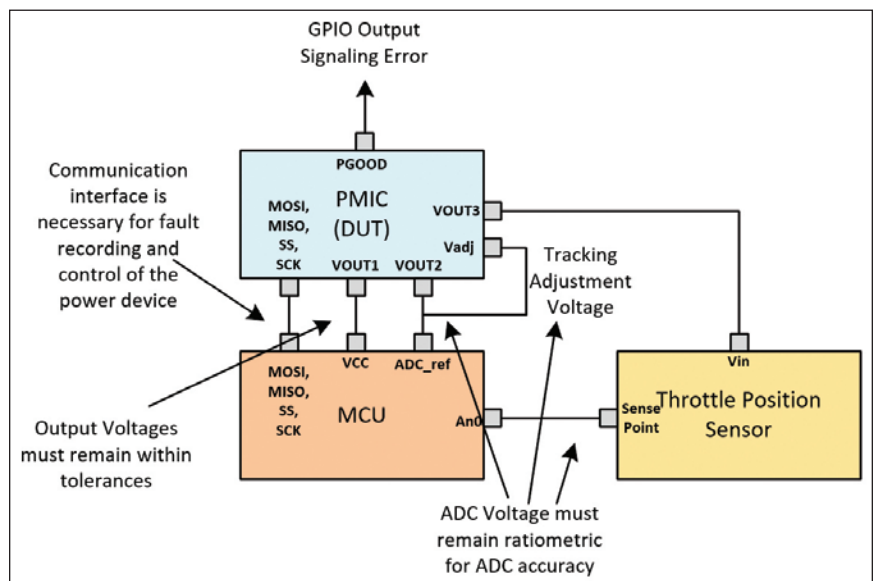 GPIO Output
Signaling Error
Communication
interface is
necessary for fault
recording and
control of the
power device
PGOOD
PMIC
(DUT)
MOSI,
MISO,
SS,
SCK
VOUT1
VOUT2
VOUT3
Vadj
Tracking
Adjustment
Voltage
MOSI,
MISO,
SS,
SCK
VCC
ADC_ref
MCU
An0
Output Voltages
must remain within
tolerances
Vin
Sense
Point
Throttle Position
Sensor
ADC Voltage must
remain ratiometric
for ADC accuracy